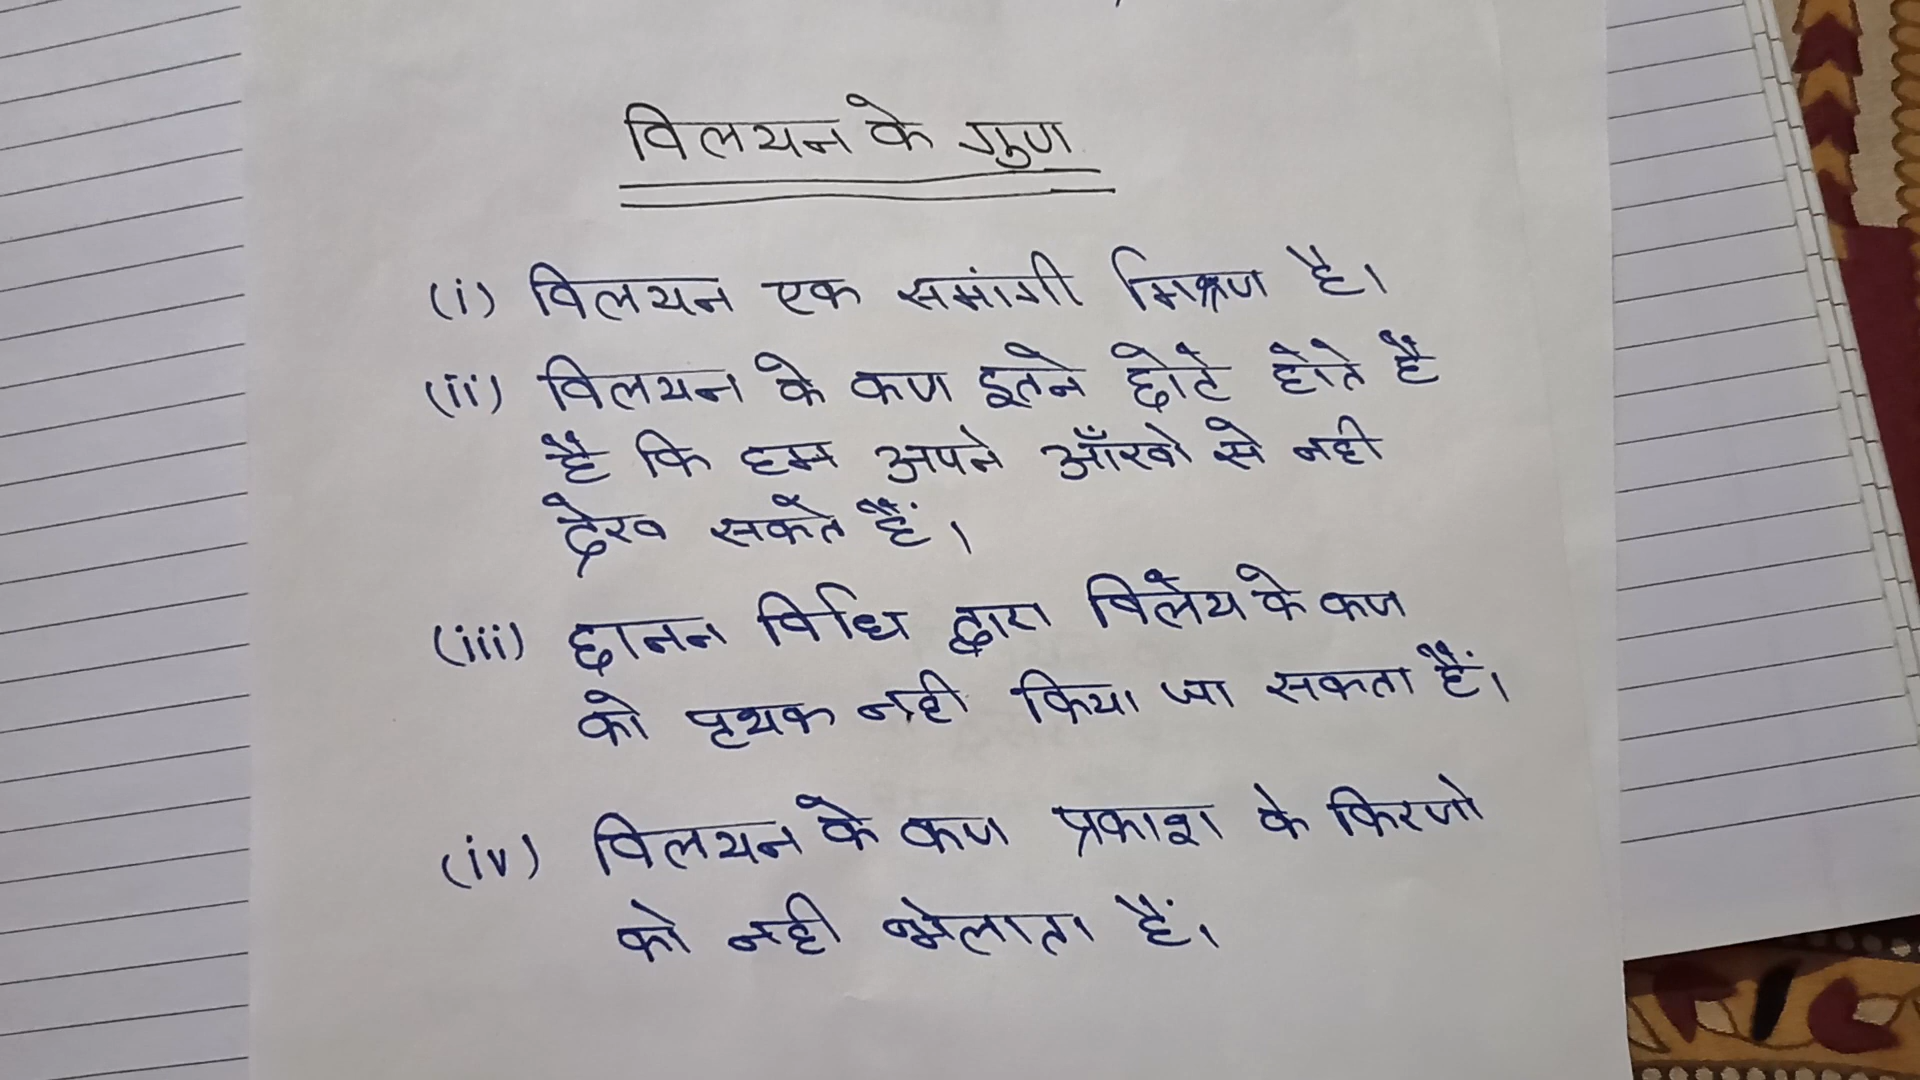 विलयन के गुण
(i) विलयन एक समांगी मिश्रण है।
(ii) विलयन के कण इतने छोटे होते है
है कि हम अपने आँखो से नही
देख सकते हैं।
(iii) छानन विधि द्वारा विलेय के कण
को पृथक नही किया जा सकता हैं।
(iv) विलयन के कण प्रकाश के किरणो
को नही हैं।